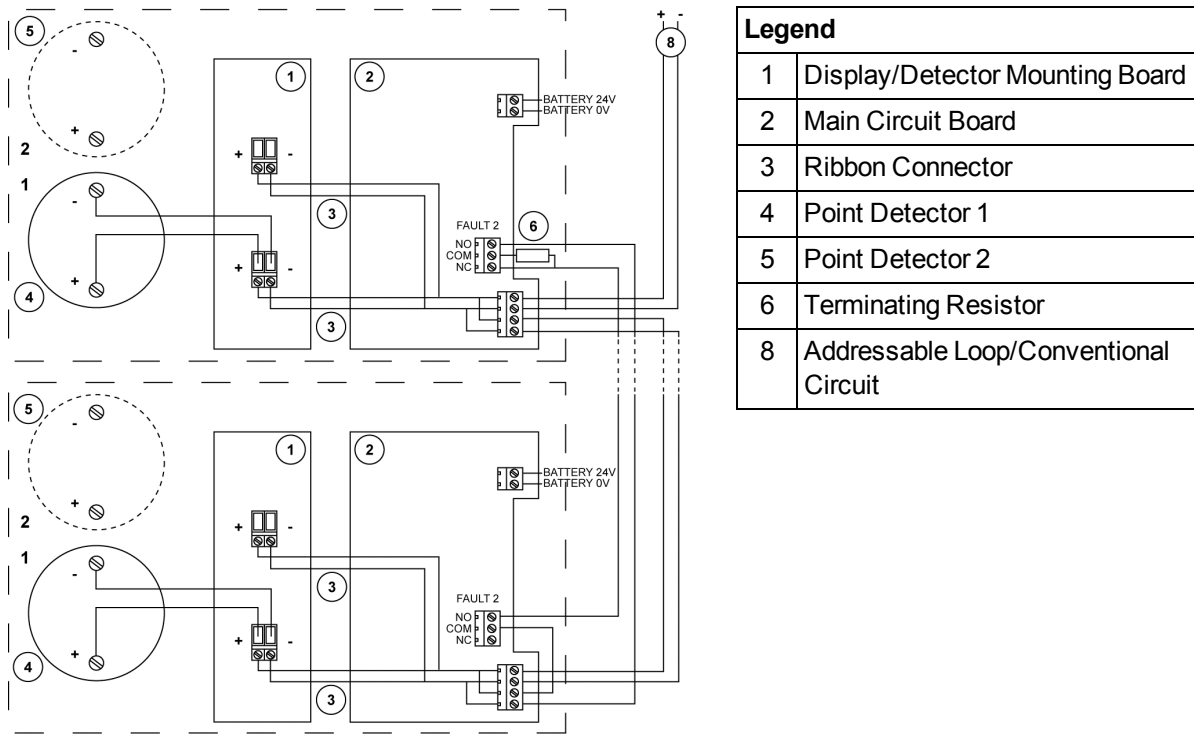 + -
8
5
-
+
2
1
-
+
4
1
+ -
+ -
2
BATTERY 24V
BATTERY 0V
3
FAULT 2
6
NO
COM
NC
3
5
-
+
2
1
-
+
4
1
+ -
+ -
2
BATTERY 24V
BATTERY 0V
3
FAULT 2
NO
COM
NC
3
Legend
1 Display/Detector Mounting Board
2 Main Circuit Board
3 Ribbon Connector
4 Point Detector 1
5 Point Detector 2
6 Terminating Resistor
8 Addressable Loop/Conventional
Circuit